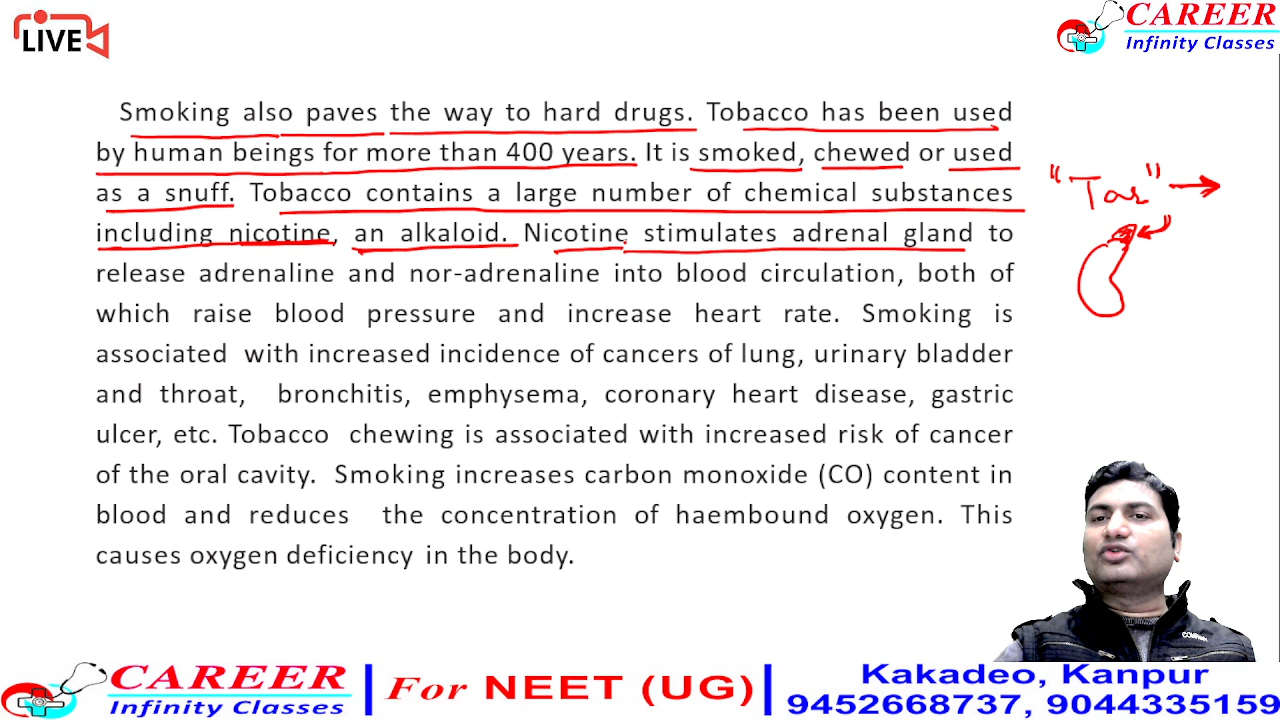 LIVE
CAREER
Infinity Classes
Smoking also paves the way to hard drugs. Tobacco has been used
by human beings for more than 400 years. It is smoked, chewed or used
as a snuff. Tobacco contains a large number of chemical substances
including nicotine, an alkaloid. Nicotine stimulates adrenal gland to
release adrenaline and nor-adrenaline into blood circulation, both of
which raise blood pressure and increase heart rate. Smoking is
associated with increased incidence of cancers of lung, urinary bladder
and throat, bronchitis, emphysema, coronary heart disease, gastric
ulcer, etc. Tobacco chewing is associated with increased risk of cancer
of the oral cavity. Smoking increases carbon monoxide (CO) content in
blood and reduces the concentration of haembound oxygen. This
causes oxygen deficiency in the body.
"Tar"
COMPANY
CAREER
Infinity Classes
For NEET (UG)
Kakadeo, Kanpur
9452668737, 9044335159